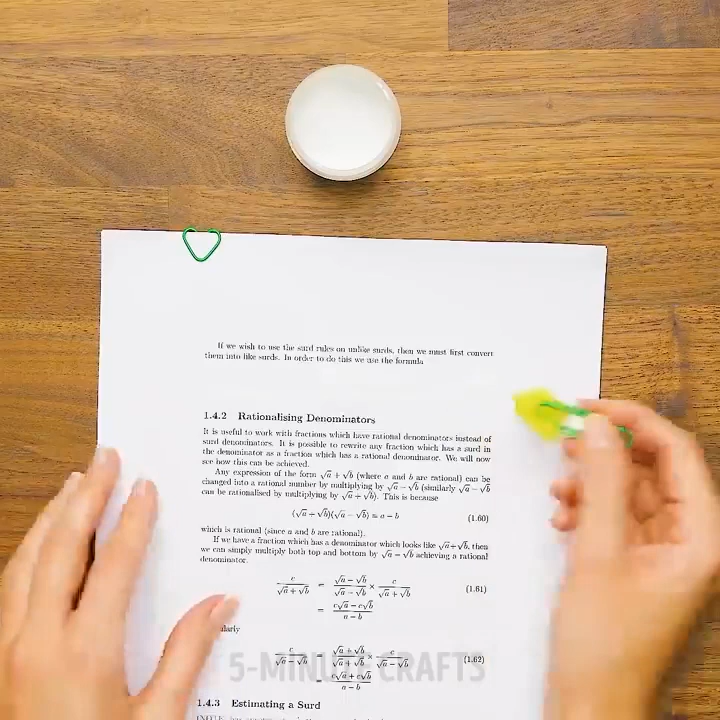 If we wish to use the surd rules on unlike surds, then we must first convert
them into like surds. In order to do this we use the formula
1.4.2 Rationalising Denominators
It is useful to work with fractions which have rational denominators instead of
surd denominators. It is possible to rewrite any fraction which has a surd in
the denominator as a fraction which has a rational denominator. We will now
see how this can be achieved.
Any expression of the form √a + √b (where a and b are rational) can be
changed into a rational number by multiplying by √a − √b (similarly √a − √b
can be rationalised by multiplying by √a + √b). This is because
(√a + √b)(√a − √b) = a − b (1.60)
which is rational (since a and b are rational).
If we have a fraction which has a denominator which looks like √a+√b, then
we can simply multiply both top and bottom by √a − √b achieving a rational
denominator.
c/(√a + √b) = (√a − √b)/(√a − √b) × c/(√a + √b) (1.61)
= (c√a − c√b)/(a − b)
larly
c/(√a − √b) = (√a + √b)/(√a + √b) × c/(√a − √b) (1.62)
= (c√a + c√b)/(a − b)
5-MINUTE CRAFTS
1.4.3 Estimating a Surd